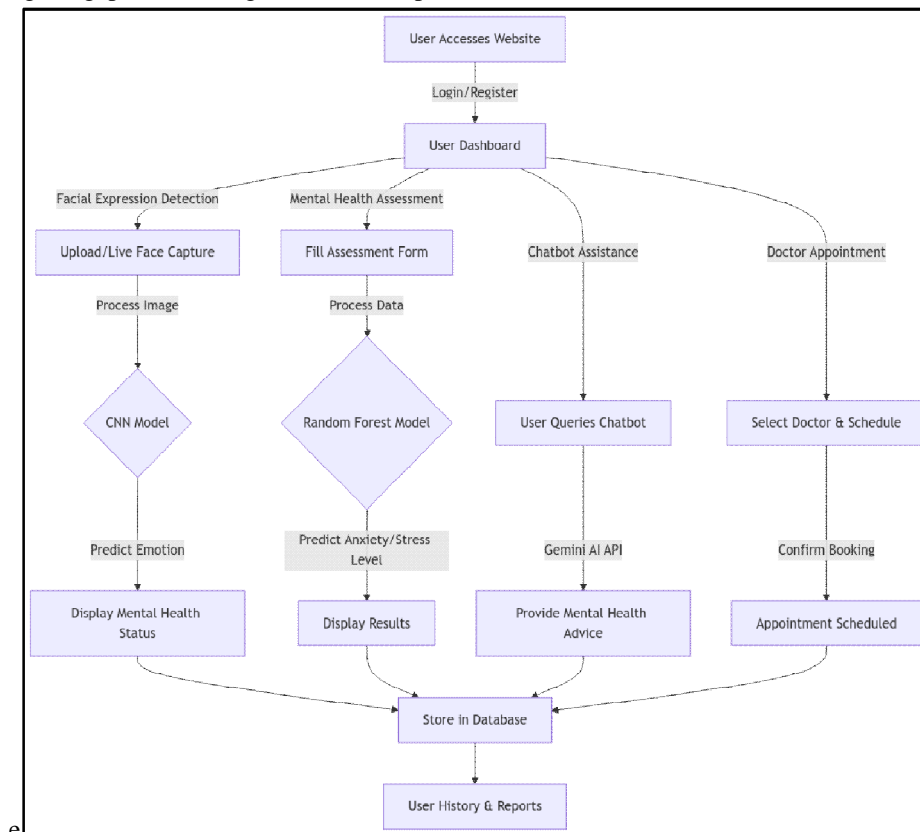 User Accesses Website
Login/Register
User Dashboard
Facial Expression Detection
Mental Health Assessment
Upload/Live Face Capture
Fill Assessment Form
Chatbot Assistance
Doctor Appointment
Process Image
Process Data
CNN Model
Random Forest Model
User Queries Chatbot
Select Doctor & Schedule
Predict Emotion
Predict Anxiety/Stress
Level
Gemini AI API
Confirm Booking
Display Mental Health
Status
Display Results
Provide Mental Health
Advice
Appointment Scheduled
Store in Database
User History & Reports
e